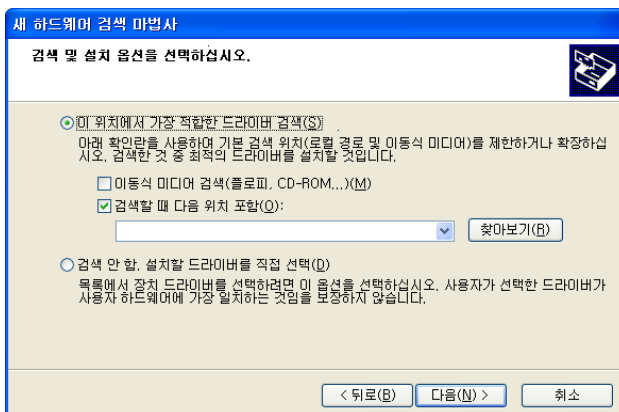 새 하드웨어 검색 마법사
검색 및 설치 옵션을 선택하십시오.
이 위치에서 가장 적합한 드라이버 검색(S)
아래 확인란을 사용하여 기본 검색 위치(로컬 경로 및 이동식 미디어)를 제한하거나 확장하십
시오. 검색한 것 중 최적의 드라이버를 설치할 것입니다.
이동식 미디어 검색(플로피, CD-ROM...)(M)
검색할 때 다음 위치 포함(O):
찾아보기(R)
검색 안 함. 설치할 드라이버를 직접 선택(D)
목록에서 장치 드라이버를 선택하려면 이 옵션을 선택하십시오. 사용자가 선택한 드라이버가
사용자 하드웨어에 가장 일치하는 것임을 보장하지 않습니다.
< 뒤로(B) 다음(N) > 취소